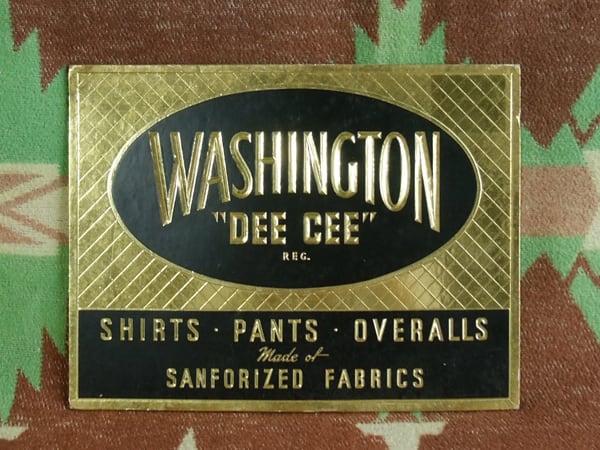 WASHINGTON
"DEE CEE"
REG.
SHIRTS · PANTS · OVERALLS
Made of
SANFORIZED FABRICS